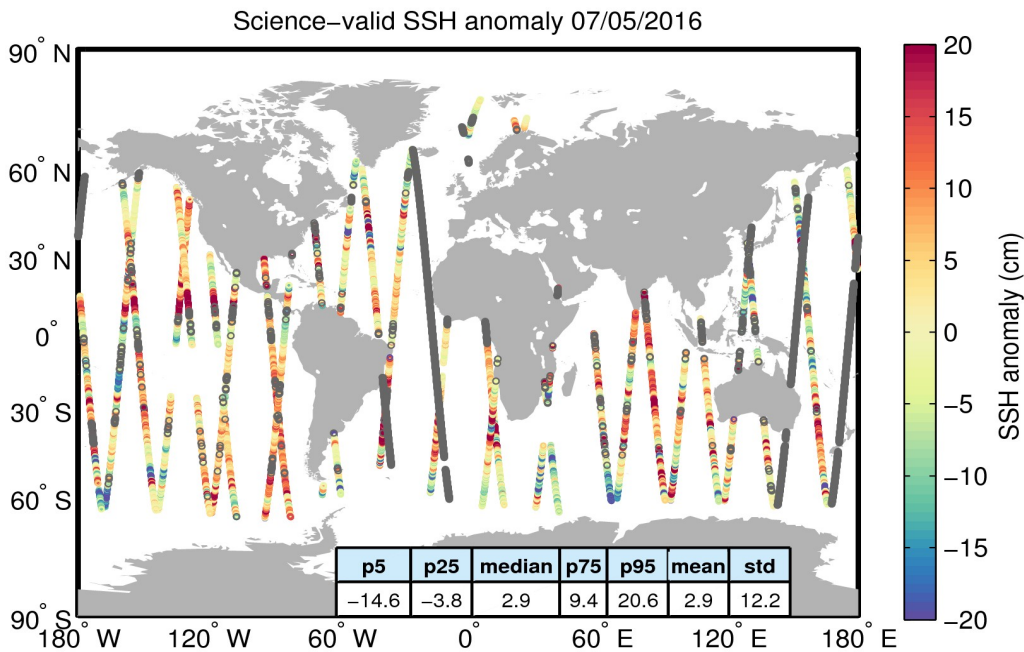 Science−valid SSH anomaly 07/05/2016
90° N
60° N
30° N
0°
30° S
60° S
90° S
180° W
120° W
60° W
0°
60° E
120° E
180° E
p5 p25 median p75 p95 mean std
−14.6 −3.8 2.9 9.4 20.6 2.9 12.2
20
15
10
5
0
−5
−10
−15
−20
SSH anomaly (cm)